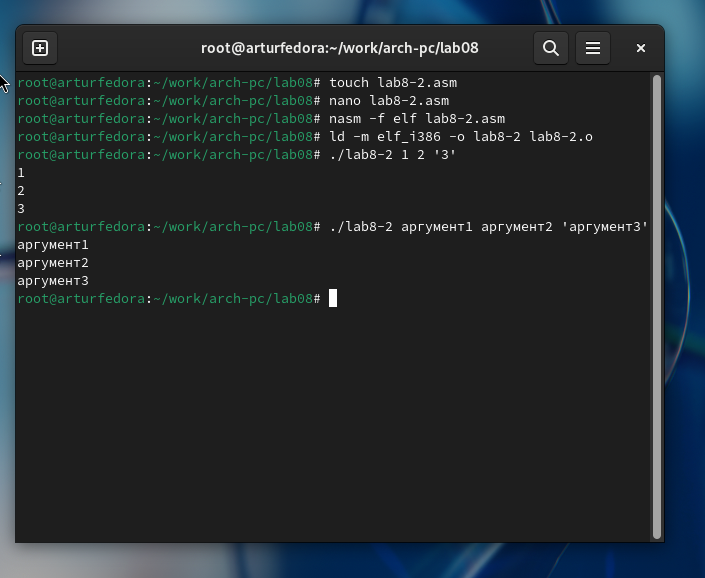 root@arturfedora:~/work/arch-pc/lab08
root@arturfedora:~/work/arch-pc/lab08# touch lab8-2.asm
root@arturfedora:~/work/arch-pc/lab08# nano lab8-2.asm
root@arturfedora:~/work/arch-pc/lab08# nasm -f elf lab8-2.asm
root@arturfedora:~/work/arch-pc/lab08# ld -m elf_i386 -o lab8-2 lab8-2.o
root@arturfedora:~/work/arch-pc/lab08# ./lab8-2 1 2 '3'
1
2
3
root@arturfedora:~/work/arch-pc/lab08# ./lab8-2 аргумент1 аргумент2 'аргумент3'
аргумент1
аргумент2
аргумент3
root@arturfedora:~/work/arch-pc/lab08#